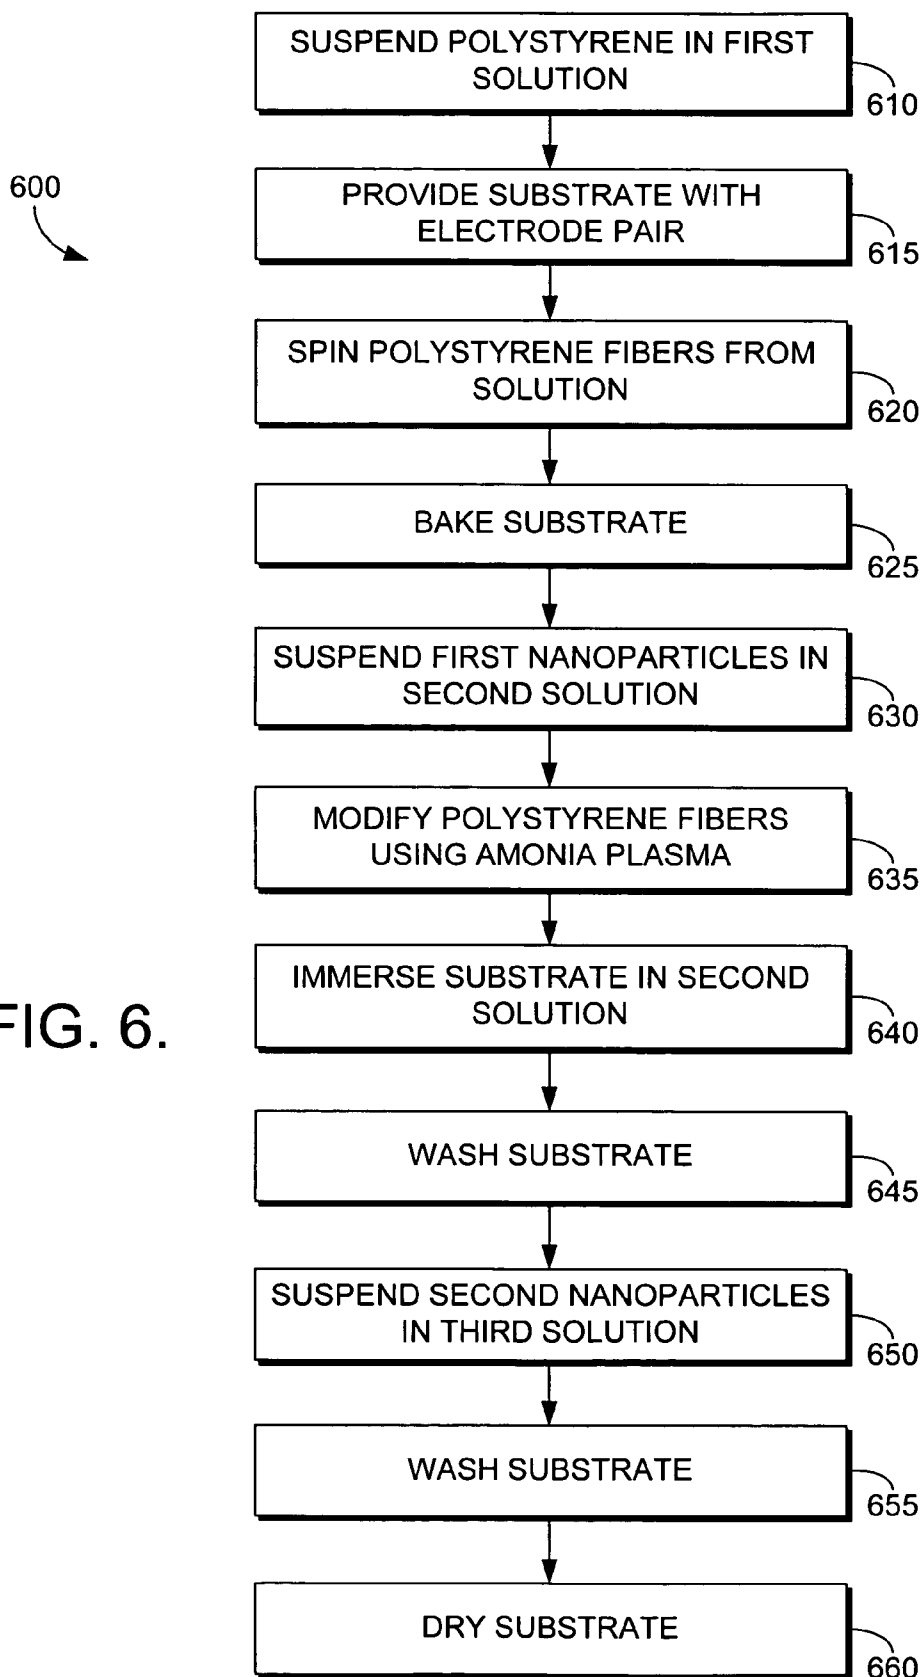 SUSPEND POLYSTYRENE IN FIRST
SOLUTION
610
600
PROVIDE SUBSTRATE WITH
ELECTRODE PAIR
615
SPIN POLYSTYRENE FIBERS FROM
SOLUTION
620
BAKE SUBSTRATE
625
SUSPEND FIRST NANOPARTICLES IN
SECOND SOLUTION
630
MODIFY POLYSTYRENE FIBERS
USING AMONIA PLASMA
635
IMMERSE SUBSTRATE IN SECOND
SOLUTION
640
FIG. 6.
WASH SUBSTRATE
645
SUSPEND SECOND NANOPARTICLES
IN THIRD SOLUTION
650
WASH SUBSTRATE
655
DRY SUBSTRATE
660